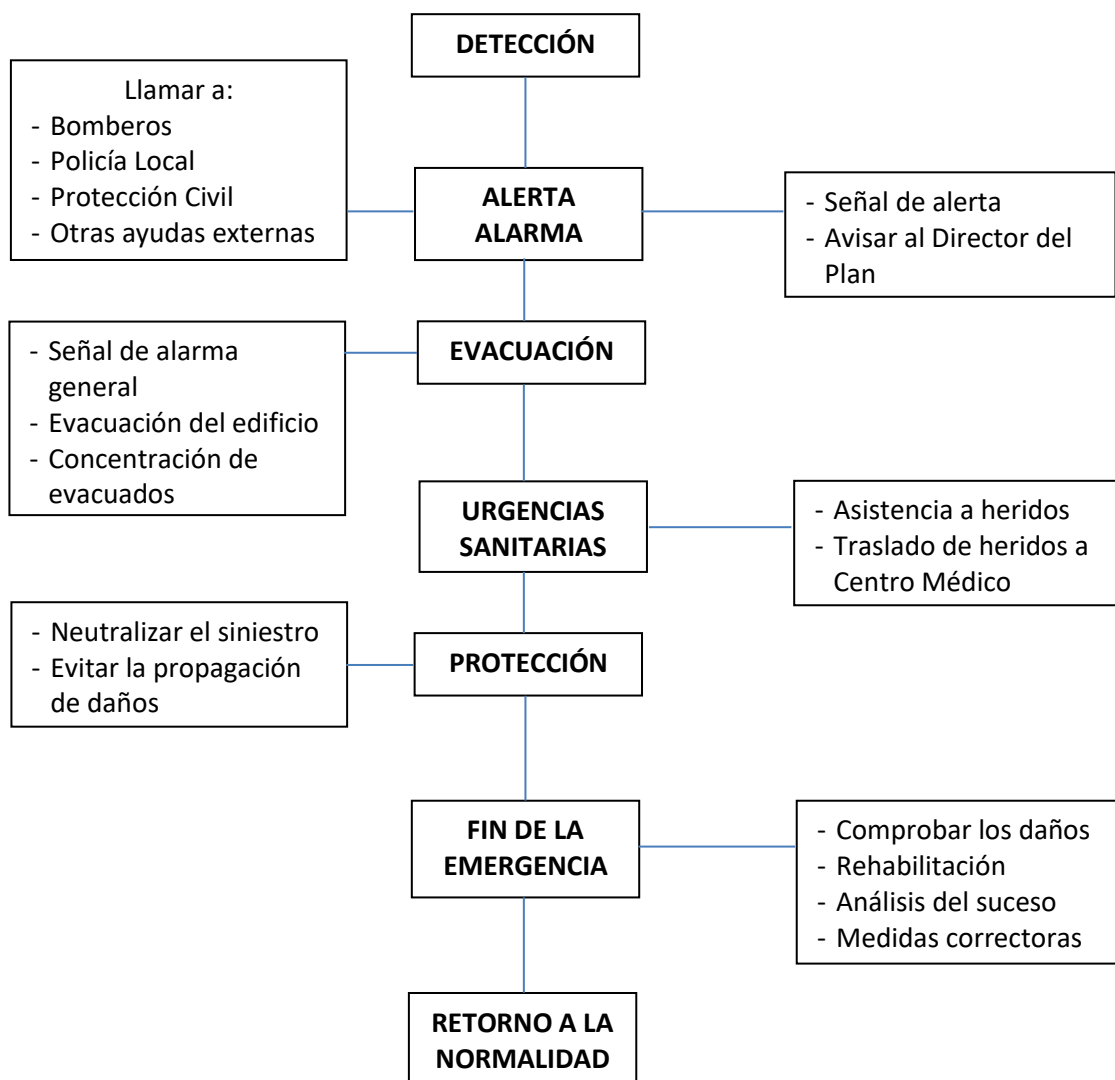 DETECCIÓN
Llamar a:
- Bomberos
- Policía Local
- Protección Civil
- Otras ayudas externas
ALERTA
ALARMA
- Señal de alerta
- Avisar al Director del
Plan
EVACUACIÓN
- Señal de alarma
general
- Evacuación del edificio
- Concentración de
evacuados
URGENCIAS
SANITARIAS
- Asistencia a heridos
- Traslado de heridos a
Centro Médico
- Neutralizar el siniestro
- Evitar la propagación
de daños
PROTECCIÓN
FIN DE LA
EMERGENCIA
- Comprobar los daños
- Rehabilitación
- Análisis del suceso
- Medidas correctoras
RETORNO A LA
NORMALIDAD